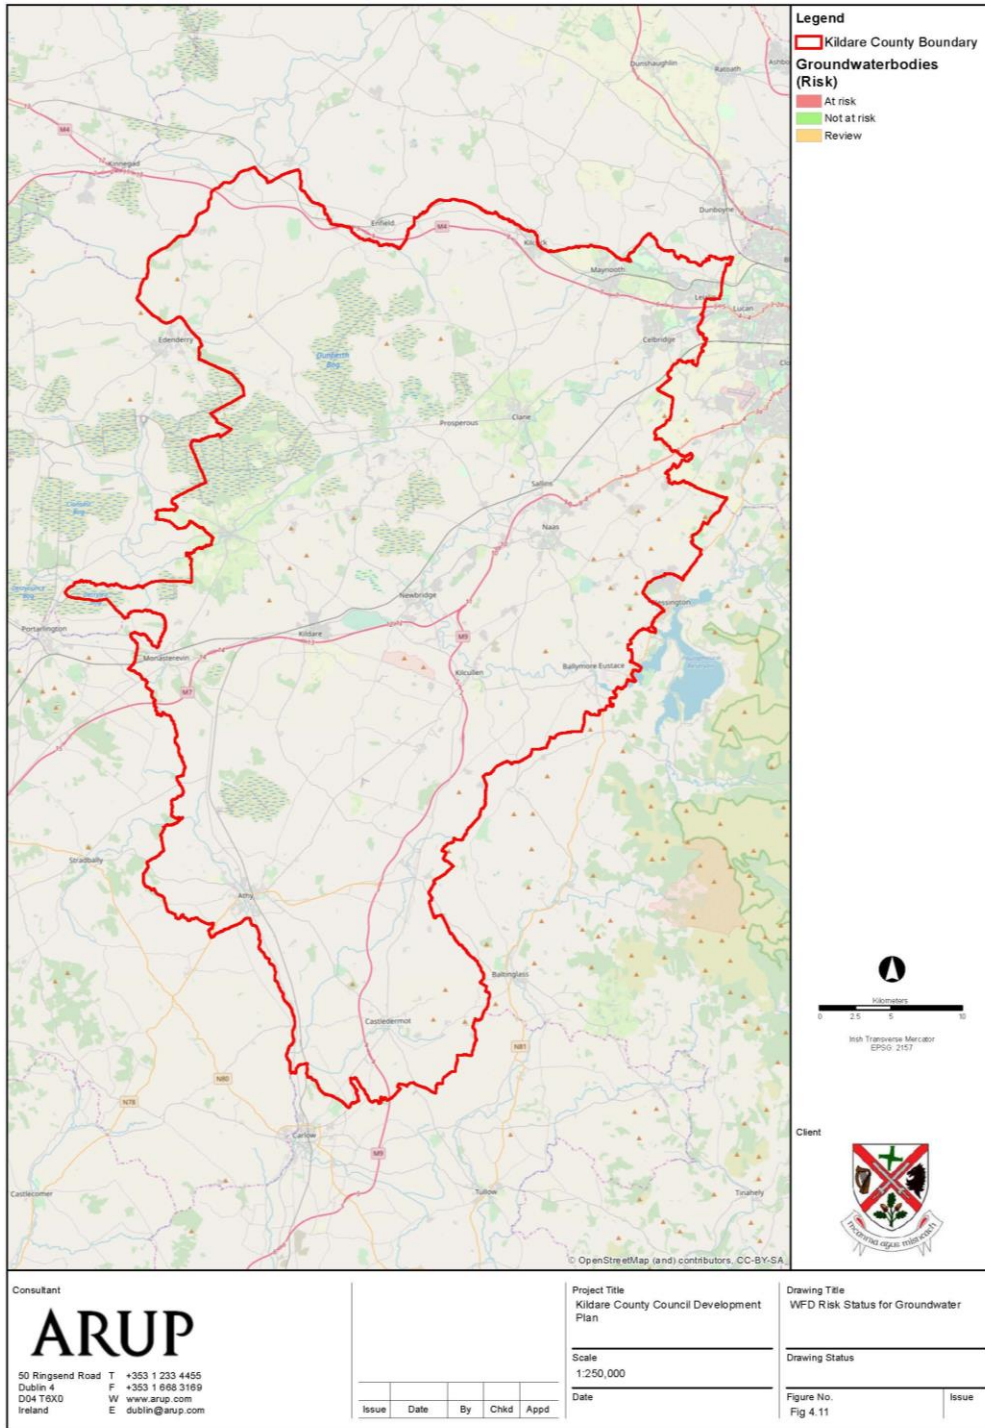 Legend
Kildare County Boundary
Groundwaterbodies
(Risk)
At risk
Not at risk
Review
Dunshaughlin
Ratoath
M4
Kinnegad
Dunboyne
Enfield
M4
Kilcock
Maynooth
Lucan
Edenderry
Celbridge
Clane
Prosperous
Sallins
Naas
Newbridge
Portarlington
Kildare
M9
Monasterevin
Ballymore Eustace
Kilcullen
M7
Stradbally
Athy
Baltinglass
Castledermot
N81
N80
N78
Carlow
M9
Castlecomer
Tullow
Tinahely
© OpenStreetMap (and) contributors, CC-BY-SA
Kilometers
0 2.5 5 10
Irish Transverse Mercator
EPSG: 2157
Client
meanma agus misneach
Consultant
ARUP
50 Ringsend Road T +353 1 233 4455
Dublin 4 F +353 1 668 3169
D04 T6X0 W www.arup.com
Ireland E dublin@arup.com
Issue Date By Chkd Appd
Project Title
Kildare County Council Development
Plan
Scale
1:250,000
Date
Drawing Title
WFD Risk Status for Groundwater
Drawing Status
Figure No. Issue
Fig 4.11